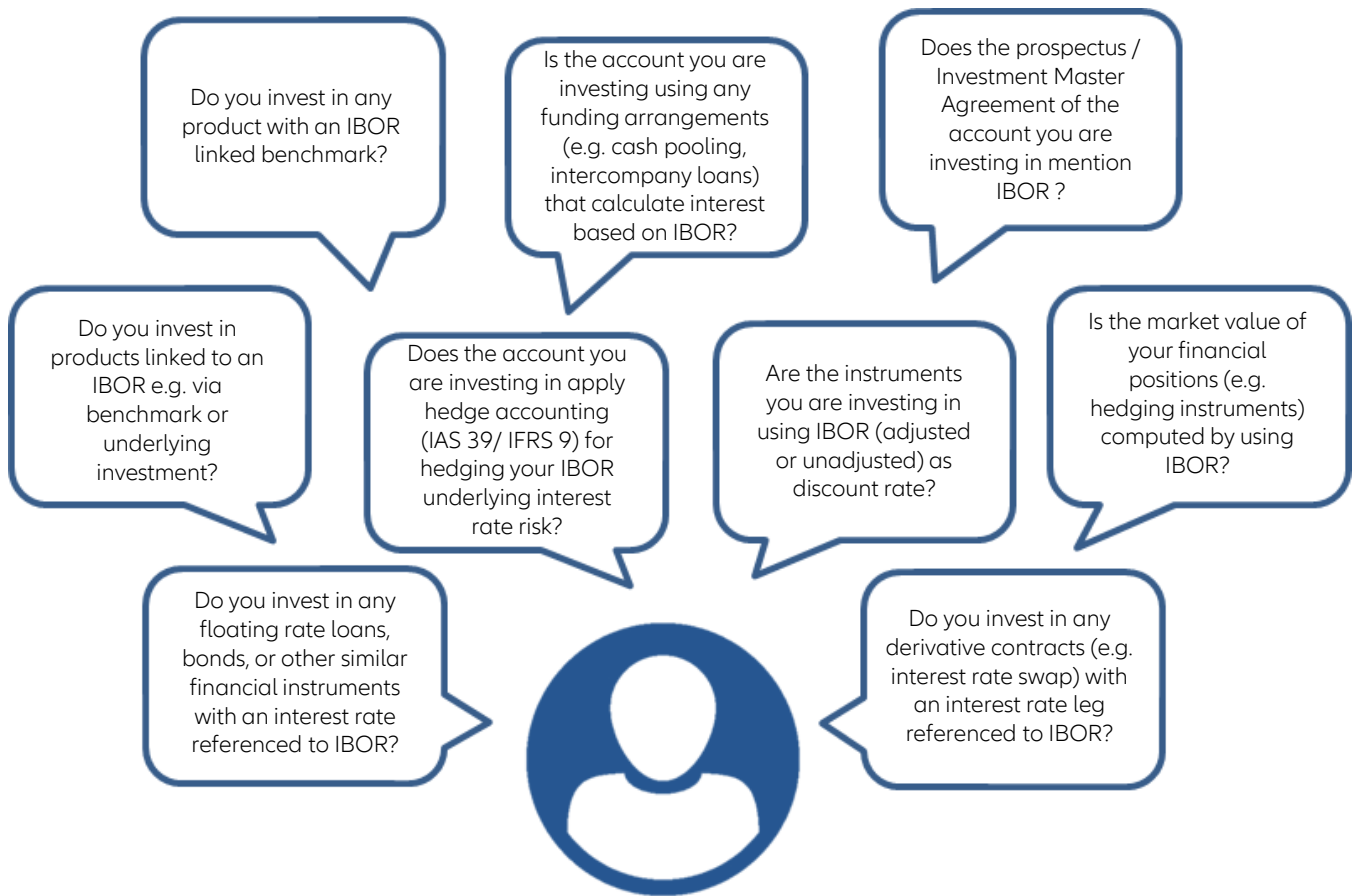 Do you invest in any
product with an IBOR
linked benchmark?
Is the account you are
investing using any
funding arrangements
(e.g. cash pooling,
intercompany loans)
that calculate interest
based on IBOR?
Does the prospectus /
Investment Master
Agreement of the
account you are
investing in mention
IBOR ?
Do you invest in
products linked to an
IBOR e.g. via
benchmark or
underlying
investment?
Does the account you
are investing in apply
hedge accounting
(IAS 39/ IFRS 9) for
hedging your IBOR
underlying interest
rate risk?
Are the instruments
you are investing in
using IBOR (adjusted
or unadjusted) as
discount rate?
Is the market value of
your financial
positions (e.g.
hedging instruments)
computed by using
IBOR?
Do you invest in any
floating rate loans,
bonds, or other similar
financial instruments
with an interest rate
referenced to IBOR?
Do you invest in any
derivative contracts (e.g.
interest rate swap) with
an interest rate leg
referenced to IBOR?